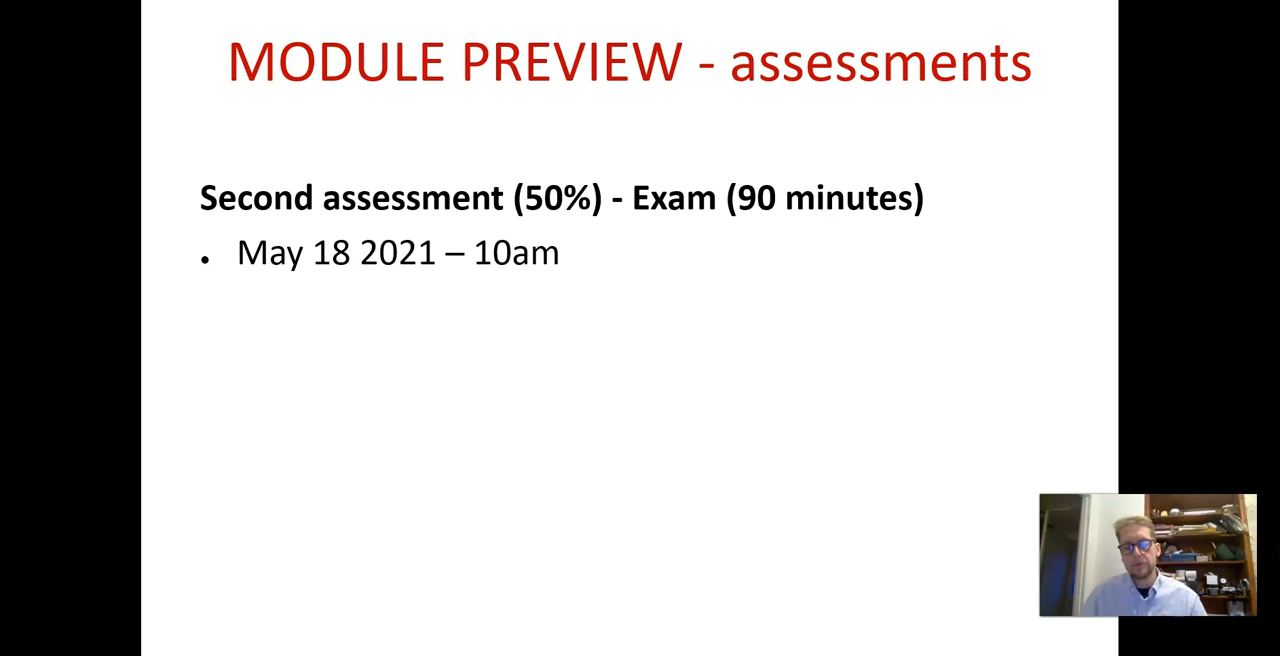 MODULE PREVIEW - assessments
Second assessment (50%) - Exam (90 minutes)
• May 18 2021 – 10am